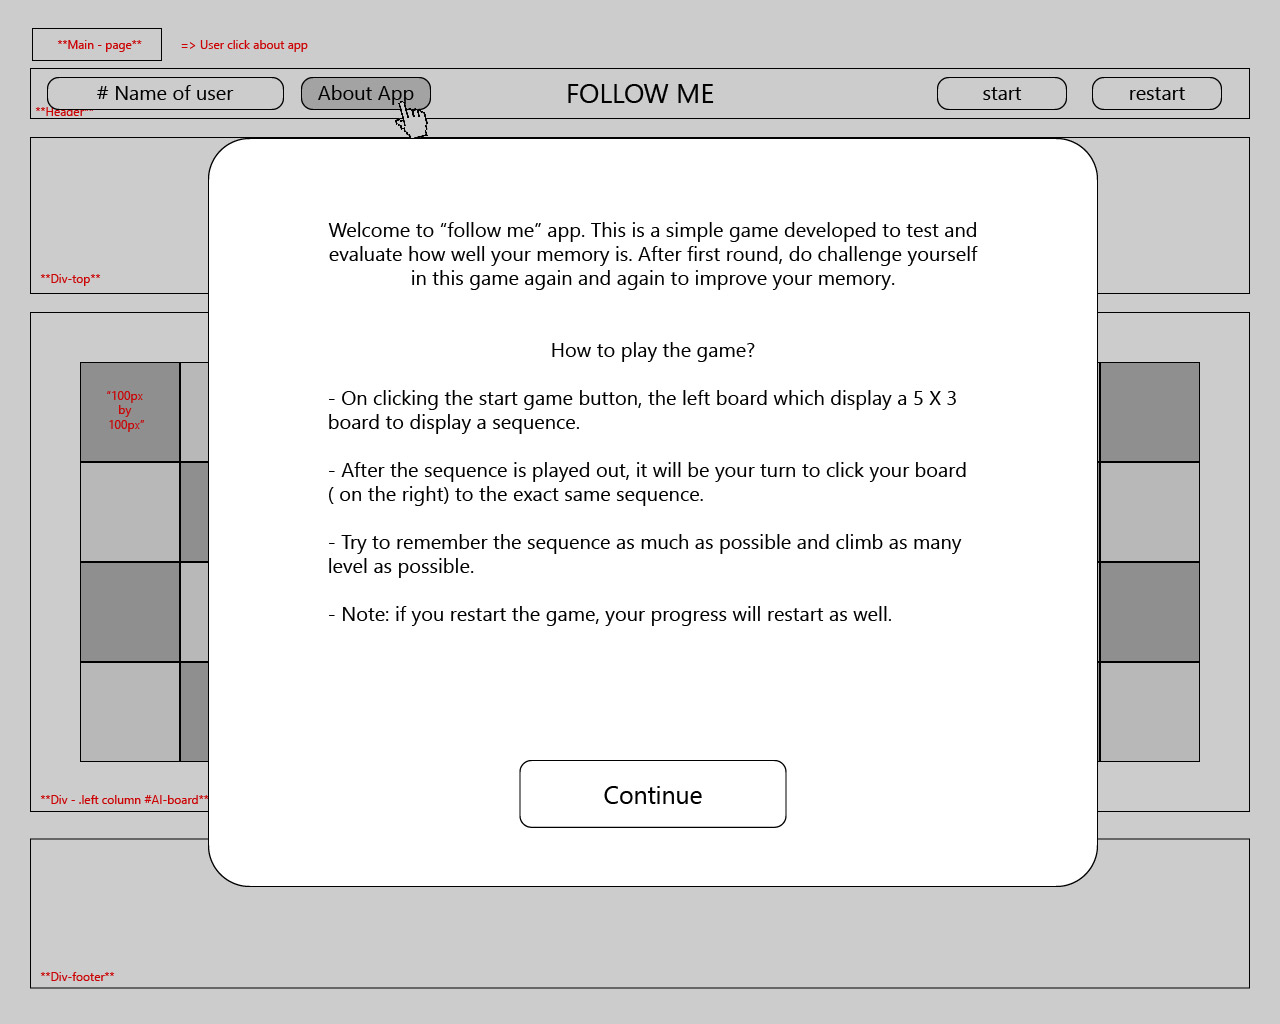 **Main - page**
=> User click about app
# Name of user
About App
FOLLOW ME
start
restart
**Header**
Welcome to “follow me” app. This is a simple game developed to test and
evaluate how well your memory is. After first round, do challenge yourself
in this game again and again to improve your memory.
**Div-top**
How to play the game?
- On clicking the start game button, the left board which display a 5 X 3
board to display a sequence.
- After the sequence is played out, it will be your turn to click your board
( on the right) to the exact same sequence.
- Try to remember the sequence as much as possible and climb as many
level as possible.
- Note: if you restart the game, your progress will restart as well.
“100px
by
100px”
Continue
**Div - .left column #AI-board**
**Div-footer**